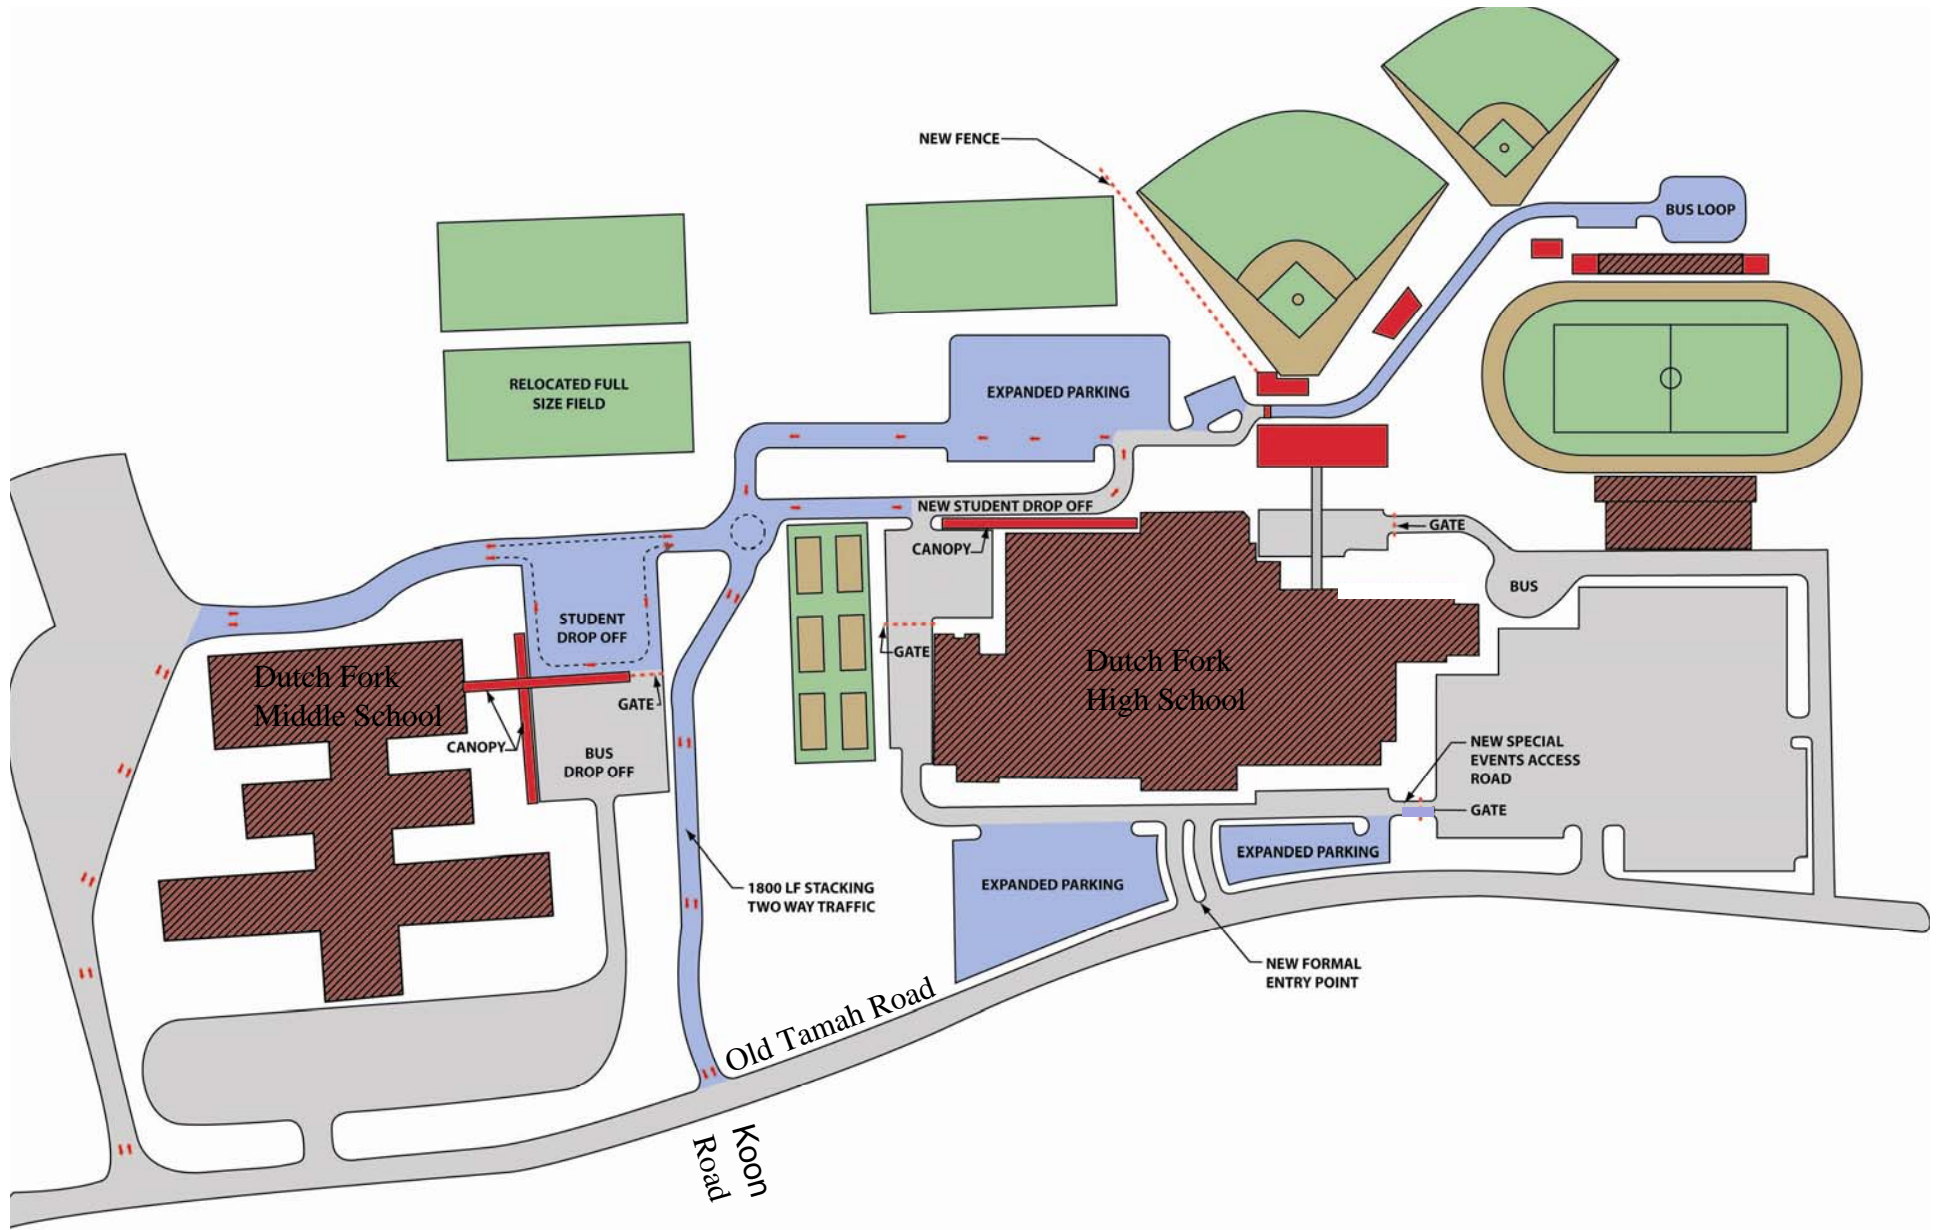 NEW FENCE
BUS LOOP
RELOCATED FULL
SIZE FIELD
EXPANDED PARKING
NEW STUDENT DROP OFF
GATE
CANOPY
BUS
STUDENT
DROP OFF
GATE
Dutch Fork
Middle School
Dutch Fork
High School
GATE
CANOPY
BUS
DROP OFF
NEW SPECIAL
EVENTS ACCESS
ROAD
GATE
EXPANDED PARKING
EXPANDED PARKING
1800 LF STACKING
TWO WAY TRAFFIC
NEW FORMAL
ENTRY POINT
Old Tamah Road
Koon
Road